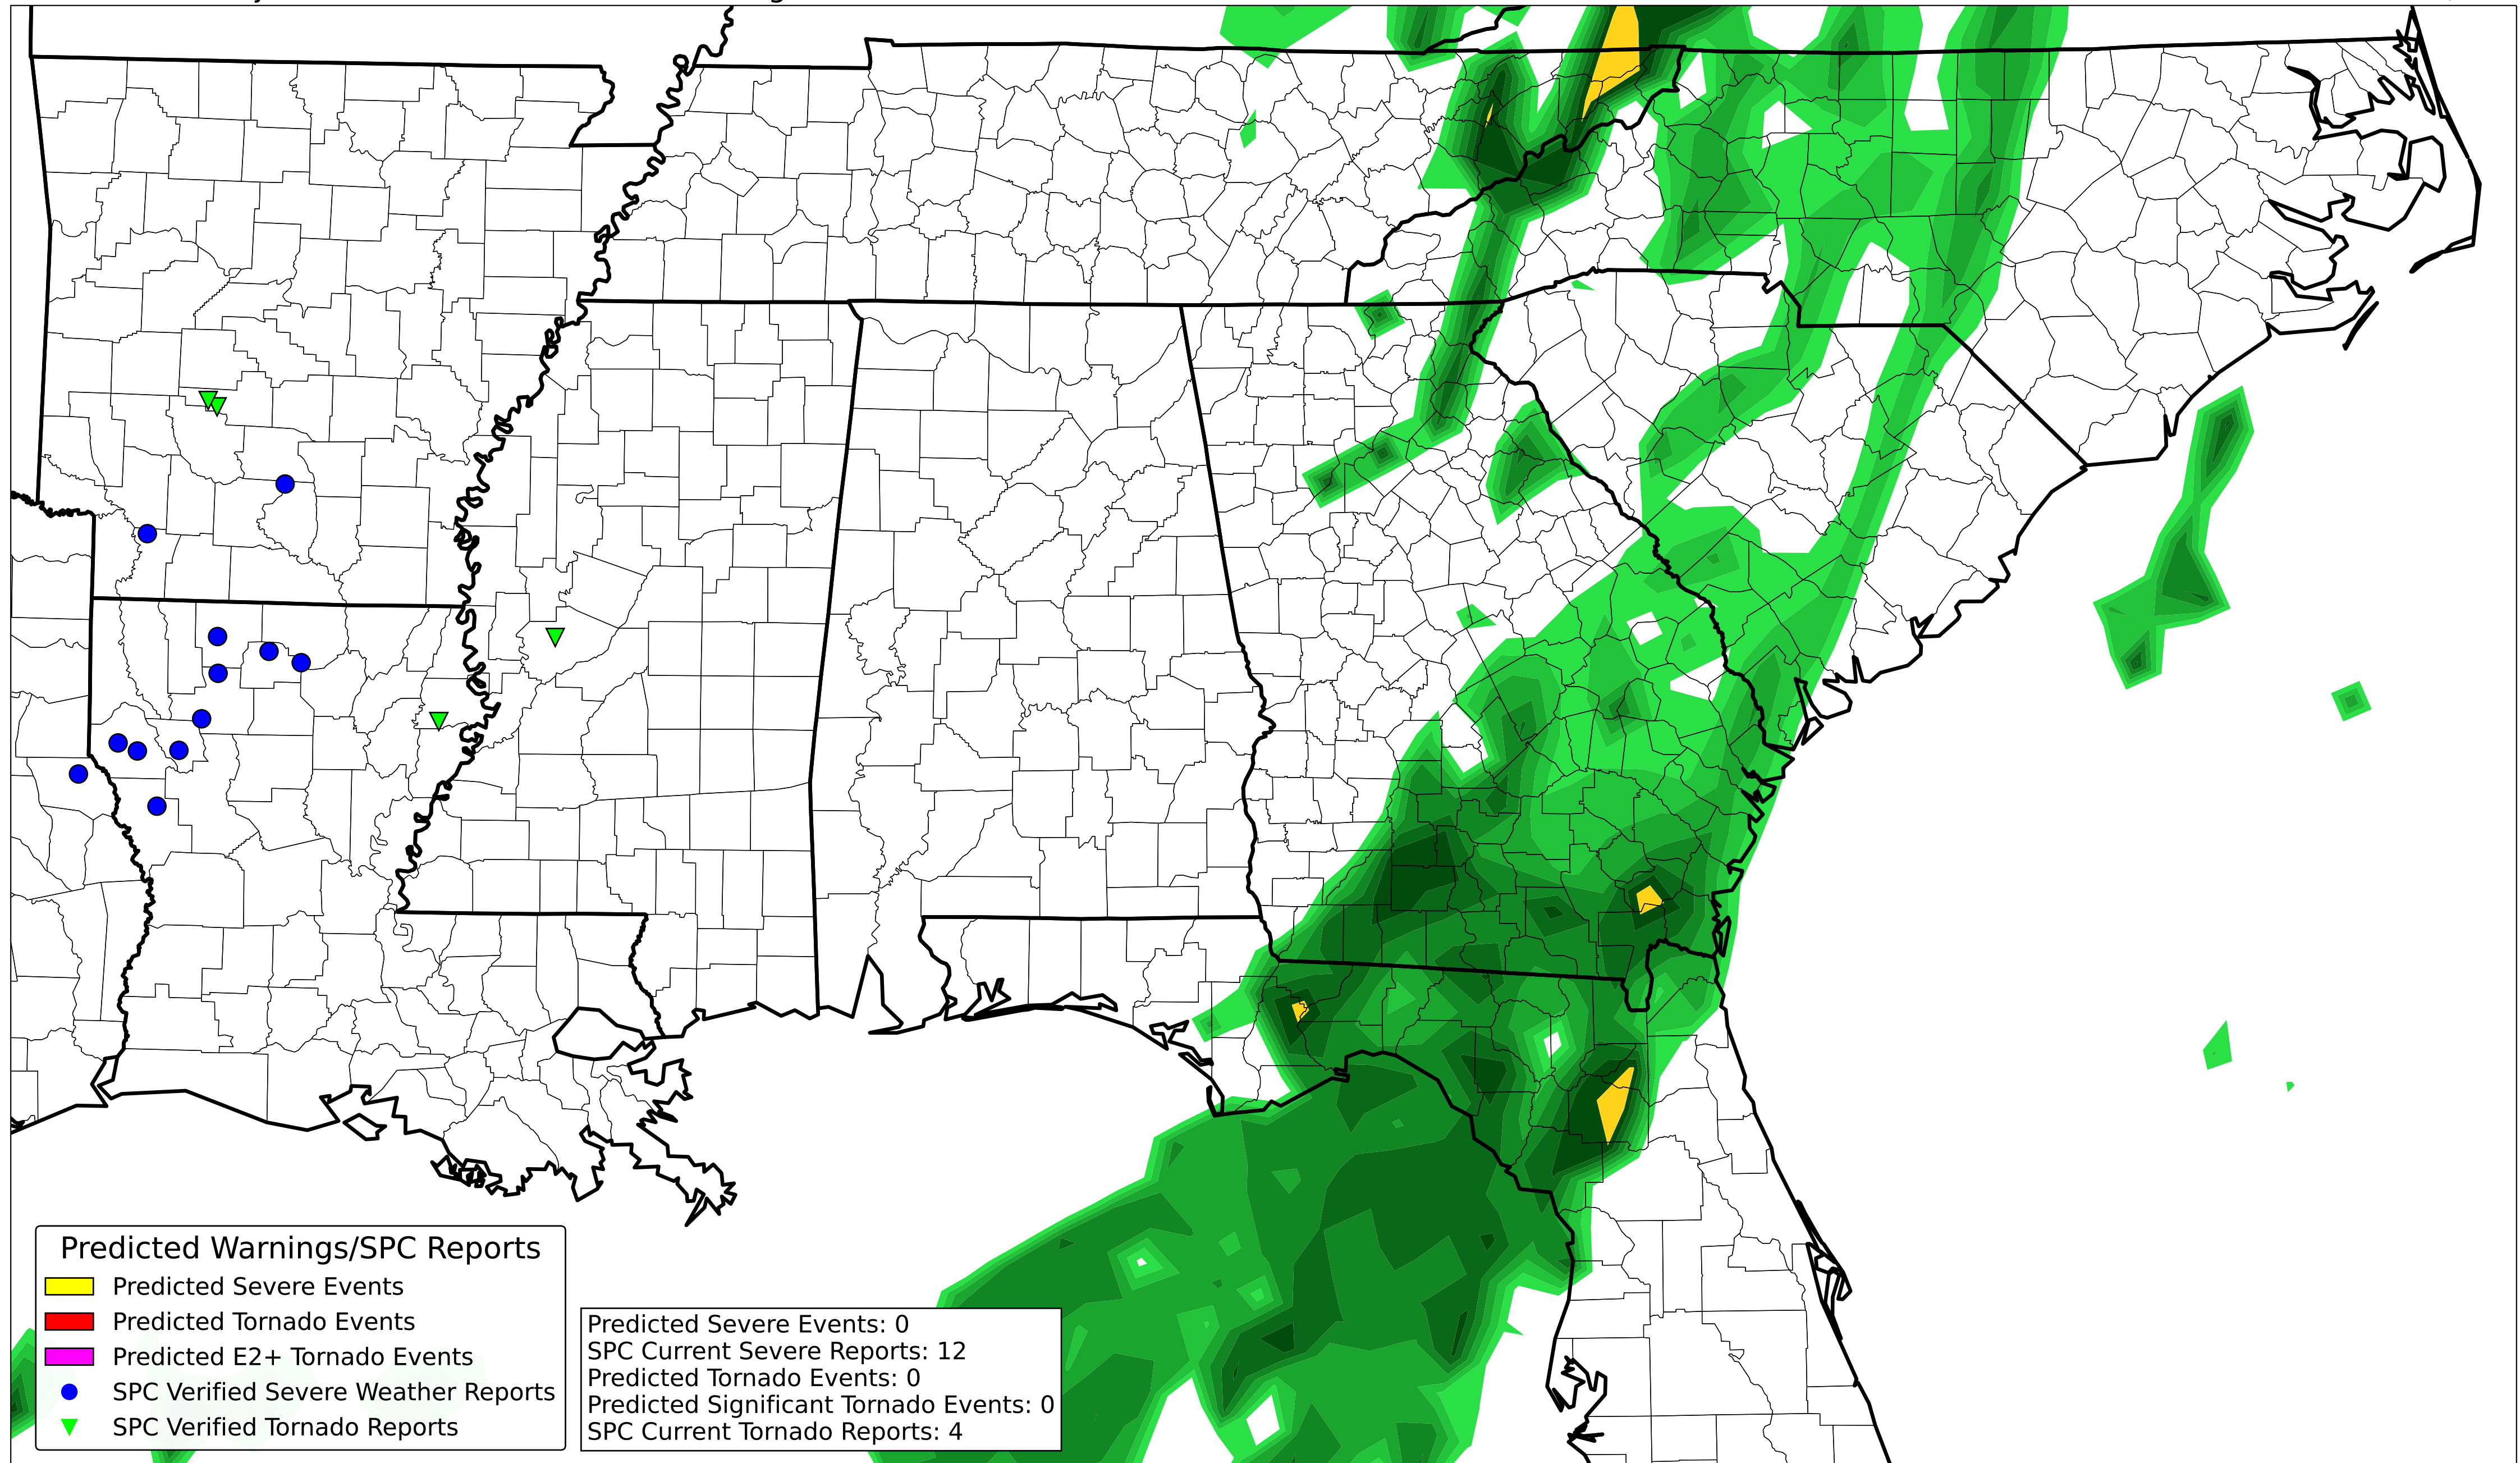 Predicted Warnings/SPC Reports
Predicted Severe Events
Predicted Tornado Events
Predicted E2+ Tornado Events
SPC Verified Severe Weather Reports
SPC Verified Tornado Reports
Predicted Severe Events: 0
SPC Current Severe Reports: 12
Predicted Tornado Events: 0
Predicted Significant Tornado Events: 0
SPC Current Tornado Reports: 4